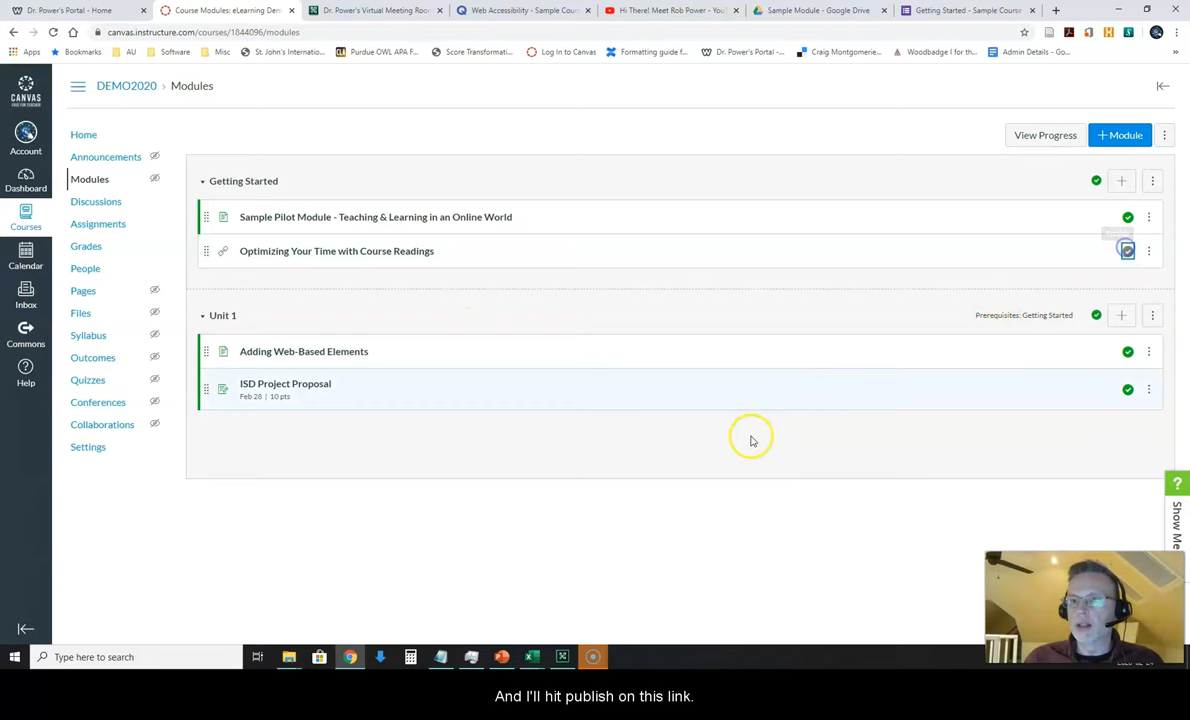 Dr. Power's Portal - Home
Course Modules: eLearning Dem
Dr. Power's Virtual Meeting Room
Web Accessibility - Sample Cour
Hi There! Meet Rob Power - You
Sample Module - Google Drive
Getting Started - Sample Course
canvas.instructure.com/courses/1844096/modules
Apps
Bookmarks
AU
Software
Misc
St. John's Internatio...
Purdue OWL APA F...
Score Transformati...
Log In to Canvas
Formatting guide f...
Dr. Power's Portal -...
Craig Montgomerie...
Woodbadge I for th...
Admin Details - Go...
CANVAS
FREE FOR TEACHER
Account
Dashboard
Courses
Calendar
Inbox
Commons
Help
DEMO2020 › Modules
Home
Announcements
Modules
Discussions
Assignments
Grades
People
Pages
Files
Syllabus
Outcomes
Quizzes
Conferences
Collaborations
Settings
View Progress
+ Module
Getting Started
Sample Pilot Module - Teaching & Learning in an Online World
Optimizing Your Time with Course Readings
Unit 1
Prerequisites: Getting Started
Adding Web-Based Elements
ISD Project Proposal
Feb 28 | 10 pts
?
Show Me
Type here to search
And I'll hit publish on this link.